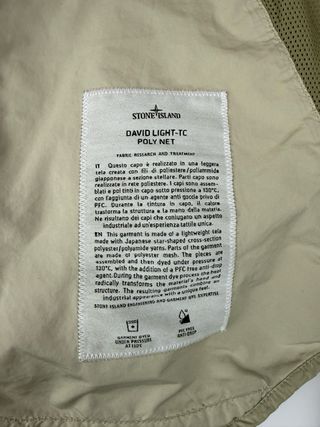 STONE ISLAND
DAVID LIGHT-TC
POLY NET
FABRIC RESEARCH AND TREATMENT
IT Questo capo è realizzato in una leggera
tela creata con fili di poliestere/poliammide
giapponese a sezione stellare. Parti capo sono
realizzate in rete poliestere. I capi sono assem-
blati e poi tinti in capo sotto pressione a 130°C,
con l'aggiunta di un agente anti goccia privo di
PFC. Durante la tintura in capo, il calore
trasforma la struttura e la mano della materia.
Ne risultano dei capi che coniugano un aspetto
industriale ad un'esperienza tattile unica.
EN This garment is made of a lightweight tela
made with Japanese star-shaped cross-section
polyester/polyamide yarns. Parts of the garment
are made of polyester mesh. The pieces are
assembled and then dyed under pressure at
130°C, with the addition of a PFC free anti-drop
agent. During the garment dye process the heat
radically transforms the material's hand and
structure. The resulting garments combine an
industrial appearance with a unique feel.
STONE ISLAND ENGINEERING AND GARMENT DYE EXPERTISE
GARMENT DYED
UNDER PRESSURE
AT 130°C
PFC FREE
ANTI-DROP